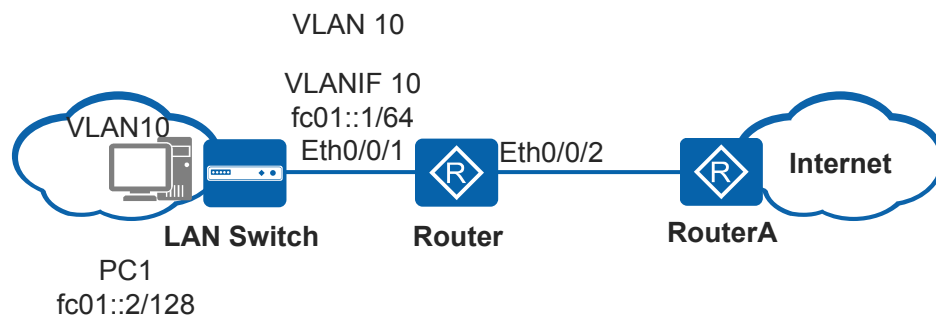 VLAN 10
VLANIF 10
fc01::1/64
VLAN10
Eth0/0/1
Eth0/0/2
R
R
Internet
LAN Switch
Router
RouterA
PC1
fc01::2/128